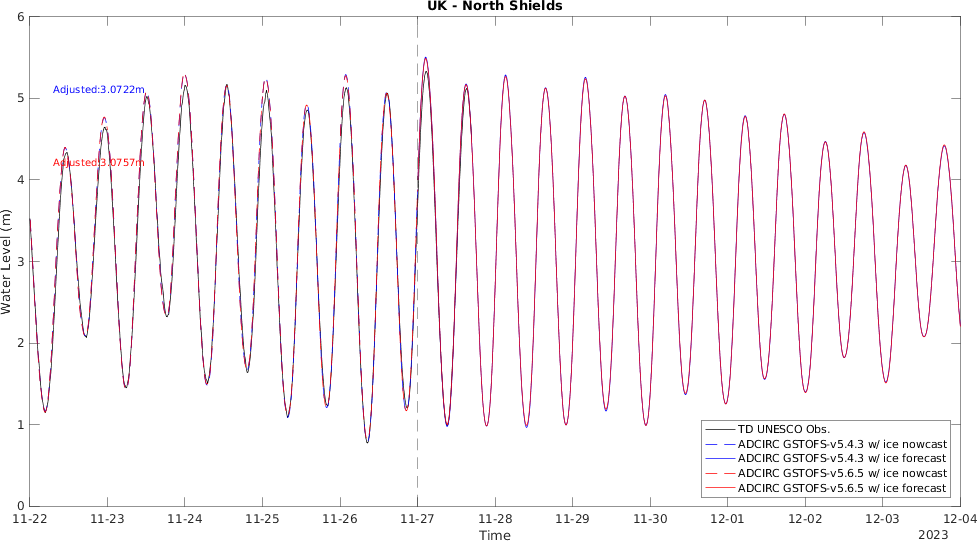 UK - North Shields
6
5
4
3
2
1
0
Water Level (m)
Adjusted:3.0722m
Adjusted:3.0757m
TD UNESCO Obs.
ADCIRC GSTOFS-v5.4.3 w/ ice nowcast
ADCIRC GSTOFS-v5.4.3 w/ ice forecast
ADCIRC GSTOFS-v5.6.5 w/ ice nowcast
ADCIRC GSTOFS-v5.6.5 w/ ice forecast
11-22 11-23 11-24 11-25 11-26 11-27 11-28 11-29 11-30 12-01 12-02 12-03 12-04
Time
2023